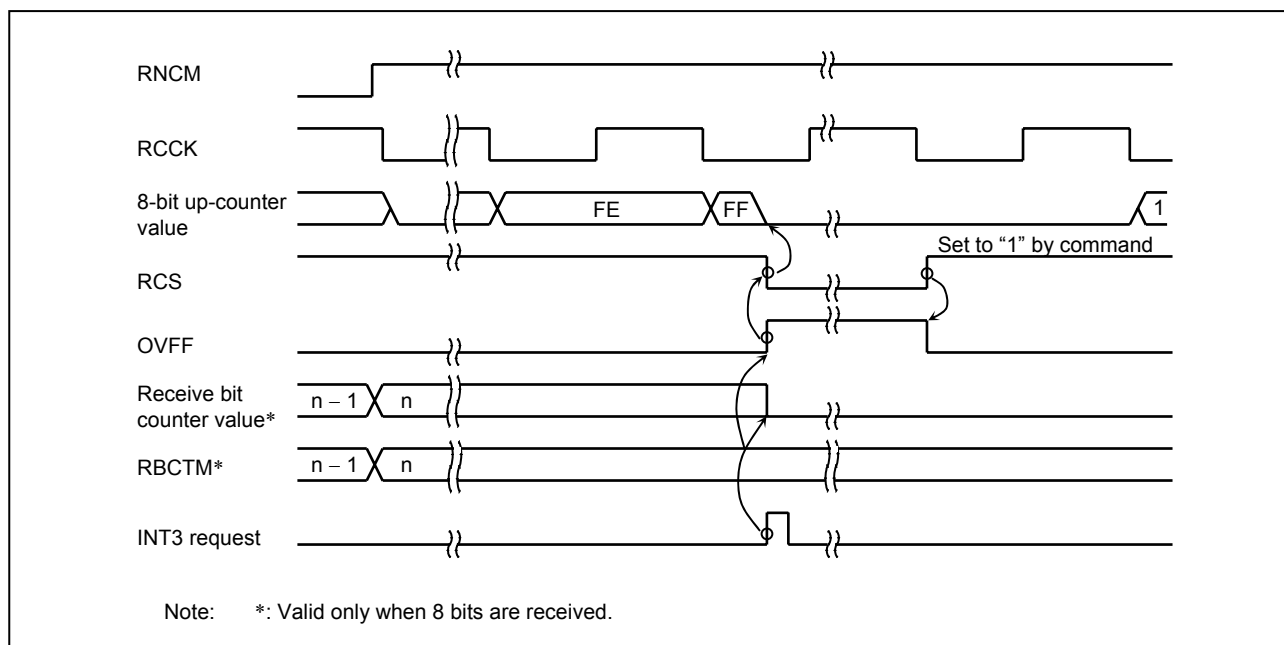 RNCM
RCCK
8-bit up-counter
value
FE
FF
1
Set to “1” by command
RCS
OVFF
Receive bit
counter value*
n – 1
n
RBCTM*
n – 1
n
INT3 request
Note: *: Valid only when 8 bits are received.